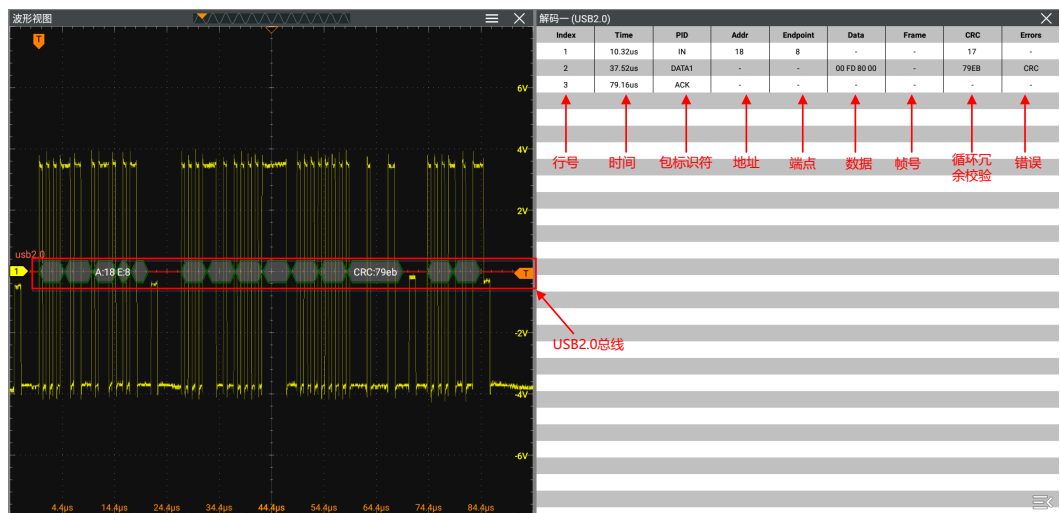 波形视图
T
6V
4V
2V
usb2.0
1
A:18 E:8
CRC:79eb
T
-2V
-4V
-6V
4.4μs 14.4μs 24.4μs 34.4μs 44.4μs 54.4μs 64.4μs 74.4μs 84.4μs
解码一 (USB2.0)
Index Time PID Addr Endpoint Data Frame CRC Errors
1 10.32us IN 18 8 - - 17 -
2 37.52us DATA1 - - 00 FD 80 00 - 79EB CRC
3 79.16us ACK - - - - - -
行号 时间 包标识符 地址 端点 数据 帧号 循环冗 错误
余校验
USB2.0总线